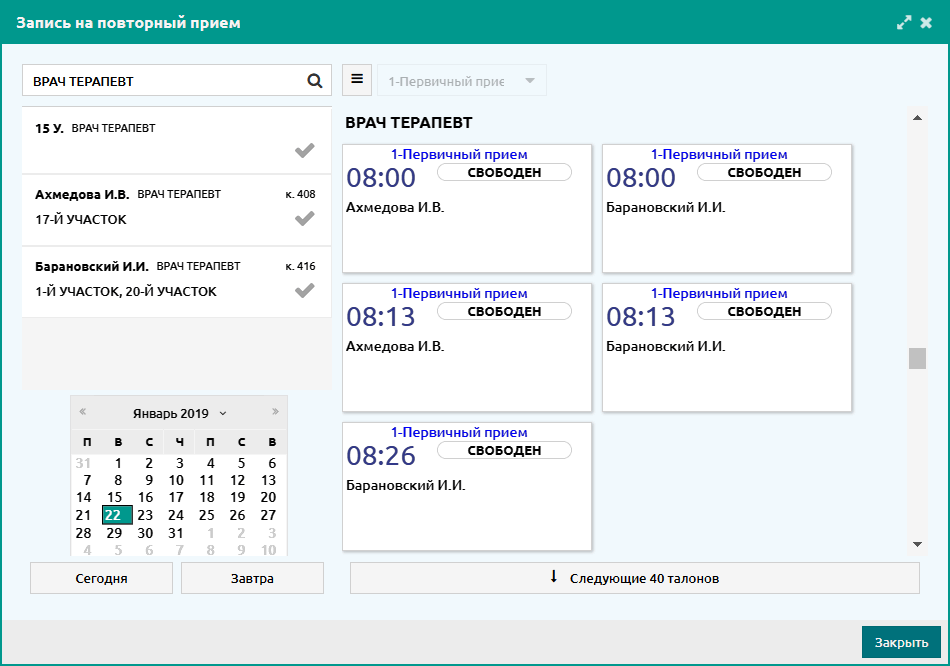 Запись на повторный прием
ВРАЧ ТЕРАПЕВТ
1-Первичный прие
15 У. ВРАЧ ТЕРАПЕВТ
Ахмедова И.В. ВРАЧ ТЕРАПЕВТ к. 408
17-Й УЧАСТОК
Барановский И.И. ВРАЧ ТЕРАПЕВТ к. 416
1-Й УЧАСТОК, 20-Й УЧАСТОК
« Январь 2019 »
П В С Ч П С В
31 1 2 3 4 5 6
7 8 9 10 11 12 13
14 15 16 17 18 19 20
21 22 23 24 25 26 27
28 29 30 31 1 2 3
4 5 6 7 8 9 10
Сегодня Завтра
ВРАЧ ТЕРАПЕВТ
1-Первичный прием
08:00 СВОБОДЕН
Ахмедова И.В.
1-Первичный прием
08:00 СВОБОДЕН
Барановский И.И.
1-Первичный прием
08:13 СВОБОДЕН
Ахмедова И.В.
1-Первичный прием
08:13 СВОБОДЕН
Барановский И.И.
1-Первичный прием
08:26 СВОБОДЕН
Барановский И.И.
Следующие 40 талонов
Закрыть